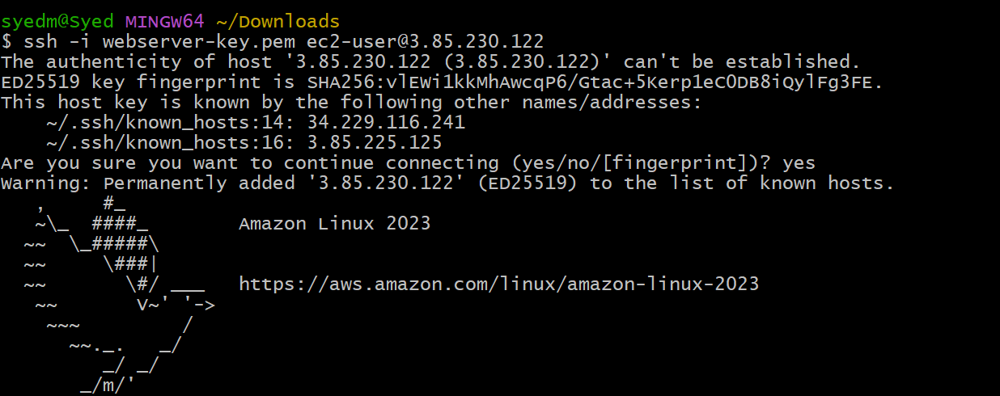 syedm@Syed MINGW64 ~/Downloads
$ ssh -i webserver-key.pem ec2-user@3.85.230.122
The authenticity of host '3.85.230.122 (3.85.230.122)' can't be established.
ED25519 key fingerprint is SHA256:vlEWi1kkMhAwcqP6/Gtac+5Kerp1eC0DB8iQylFg3FE.
This host key is known by the following other names/addresses:
    ~/.ssh/known_hosts:14: 34.229.116.241
    ~/.ssh/known_hosts:16: 3.85.225.125
Are you sure you want to continue connecting (yes/no/[fingerprint])? yes
Warning: Permanently added '3.85.230.122' (ED25519) to the list of known hosts.
   ,     #_
   ~\_  ####_        Amazon Linux 2023
  ~~  \_#####\
  ~~     \###|
  ~~       \#/ ___   https://aws.amazon.com/linux/amazon-linux-2023
   ~~       V~' '->
    ~~~         /
      ~~._.   _/
         _/ _/
       _/m/'